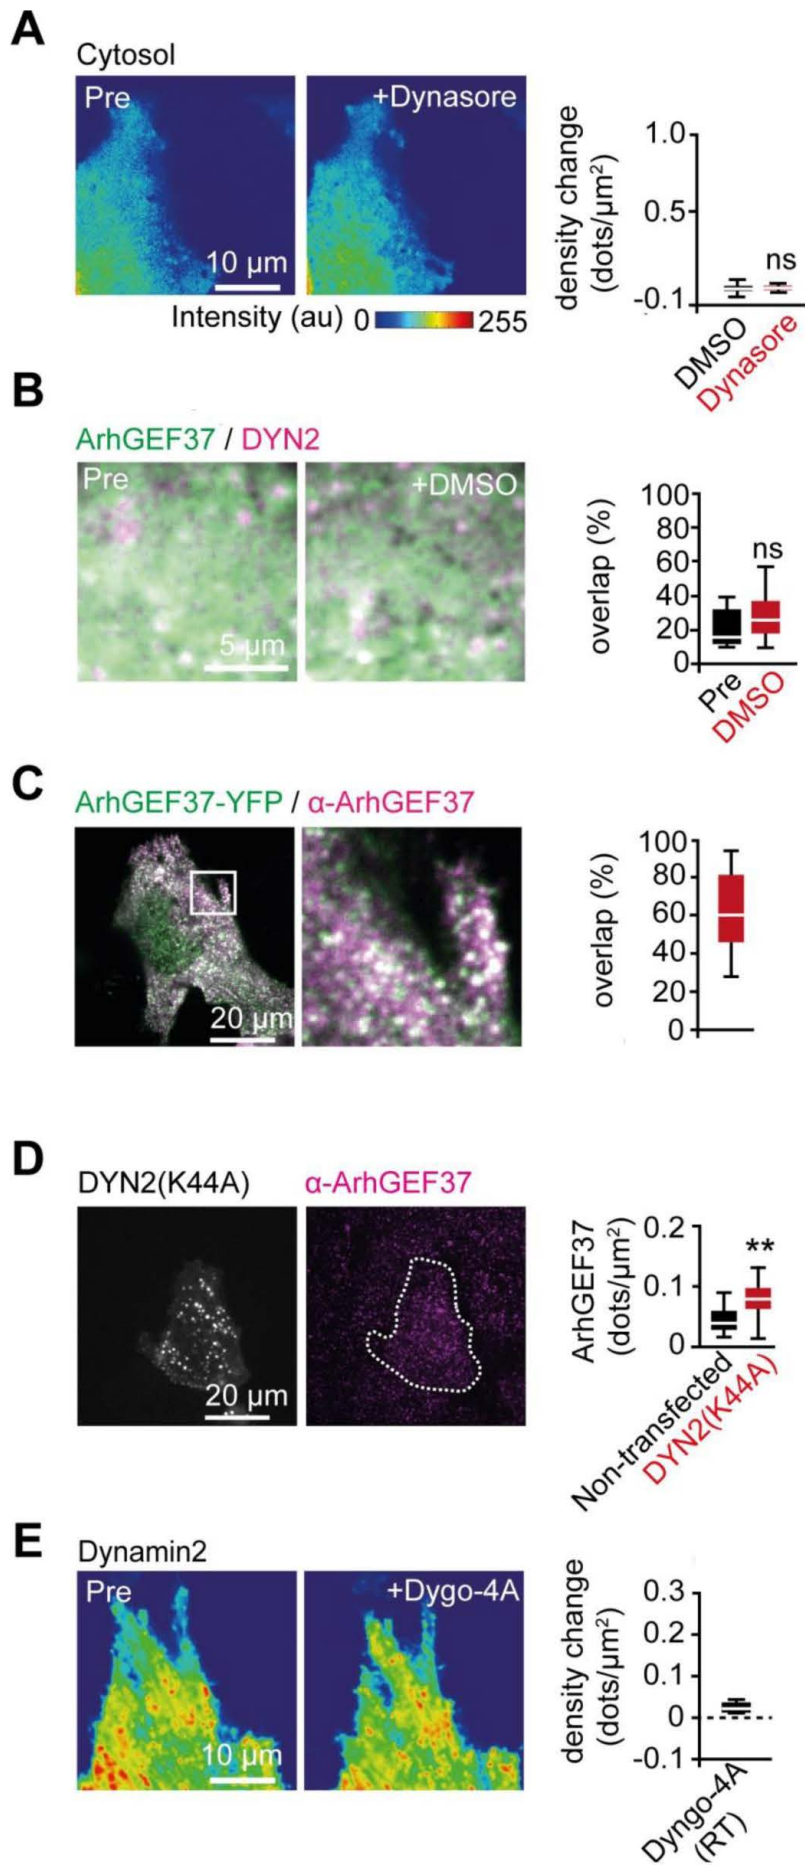 A
Cytosol
Pre
+Dynasore
10 µm
Intensity (au) 0
255
density change
(dots/µm²)
1.0
0.5
-0.1
ns
DMSO
Dynasore
B
ArhGEF37 / DYN2
Pre
+DMSO
5 µm
overlap (%)
100
80
60
40
20
0
ns
Pre
DMSO
C
ArhGEF37-YFP / α-ArhGEF37
20 µm
overlap (%)
100
80
60
40
20
0
D
DYN2(K44A)
α-ArhGEF37
20 µm
ArhGEF37
(dots/µm²)
0.2
0.1
0
**
Non-transfected
DYN2(K44A)
E
Dynamin2
Pre
+Dygo-4A
10 µm
density change
(dots/µm²)
0.3
0.2
0.1
0
-0.1
Dyngo-4A
(RT)